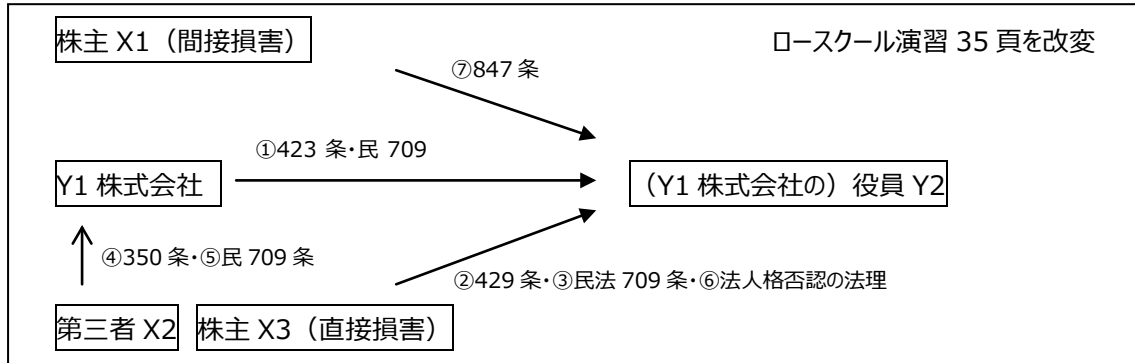 株主 X1（間接損害） ロースクール演習 35 頁を改変
⑦847 条
①423 条・民 709
Y1 株式会社 （Y1 株式会社の）役員 Y2
④350 条・⑤民 709 条
②429 条・③民法 709 条・⑥法人格否認の法理
第三者 X2 株主 X3（直接損害）